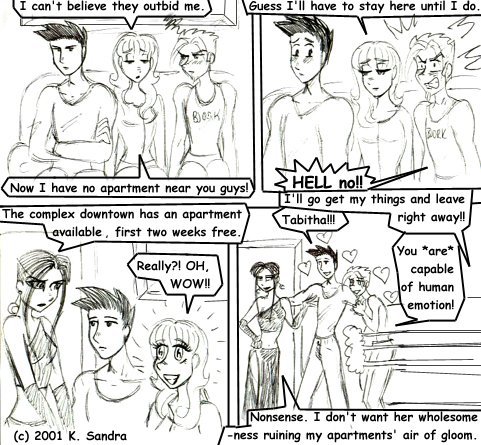 I can't believe they outbid me.
BJORK
Now I have no apartment near you guys!
Guess I'll have to stay here until I do.
BJORK
HELL no!!
The complex downtown has an apartment
available, first two weeks free.
Really?! OH,
WOW!!
I'll go get my things and leave
right away!!
Tabitha!!!
You *are*
capable
of human
emotion!
Nonsense. I don't want her wholesome
-ness ruining my apartments' air of gloom.
(c) 2001 K. Sandra